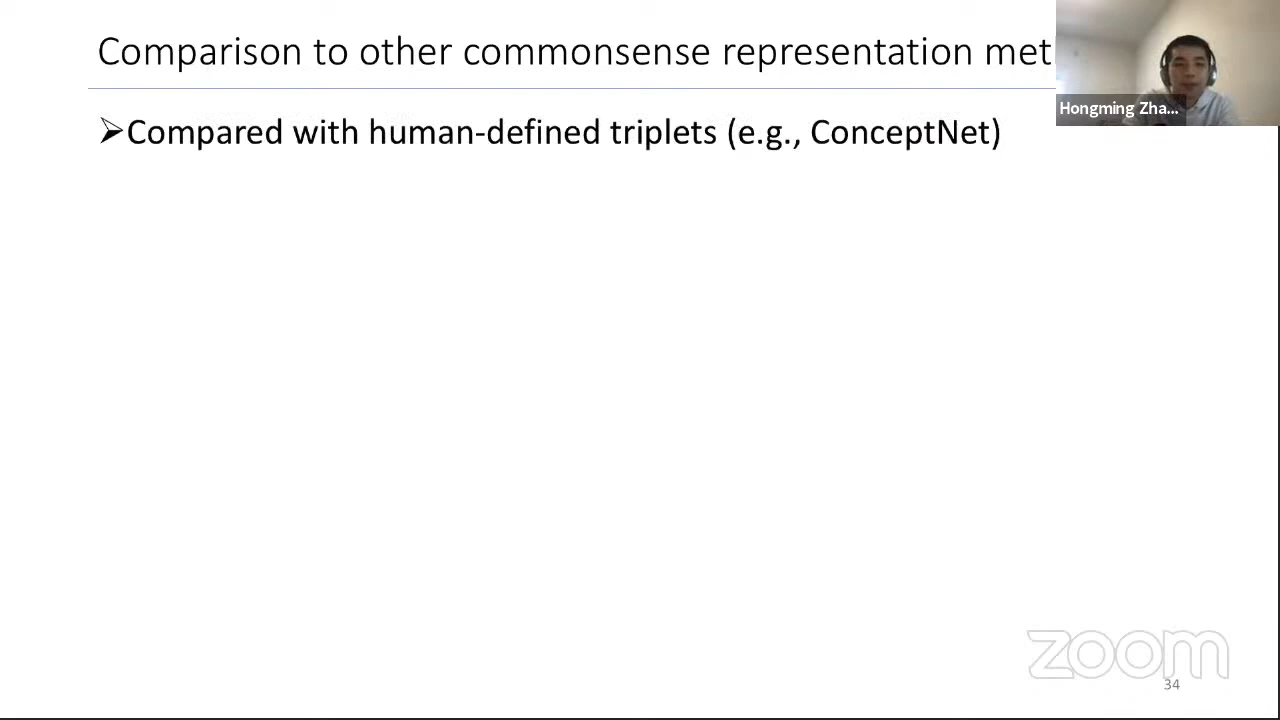 Comparison to other commonsense representation met
Hongming Zha...
➢Compared with human-defined triplets (e.g., ConceptNet)
zoom
34